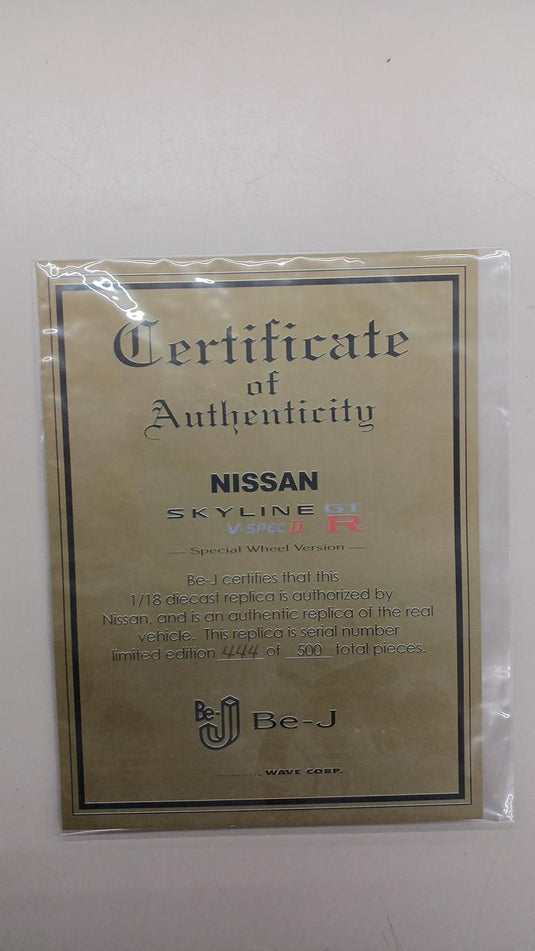 Certificate
of
Authenticity
NISSAN
SKYLINE GT
V-SPEC II R
Special Wheel Version
Be-J certifies that this
1/18 diecast replica is authorized by
Nissan, and is an authentic replica of the real
vehicle. This replica is serial number
limited edition 444 of 500 total pieces.
Be-J Be-J
WAVE CORP.